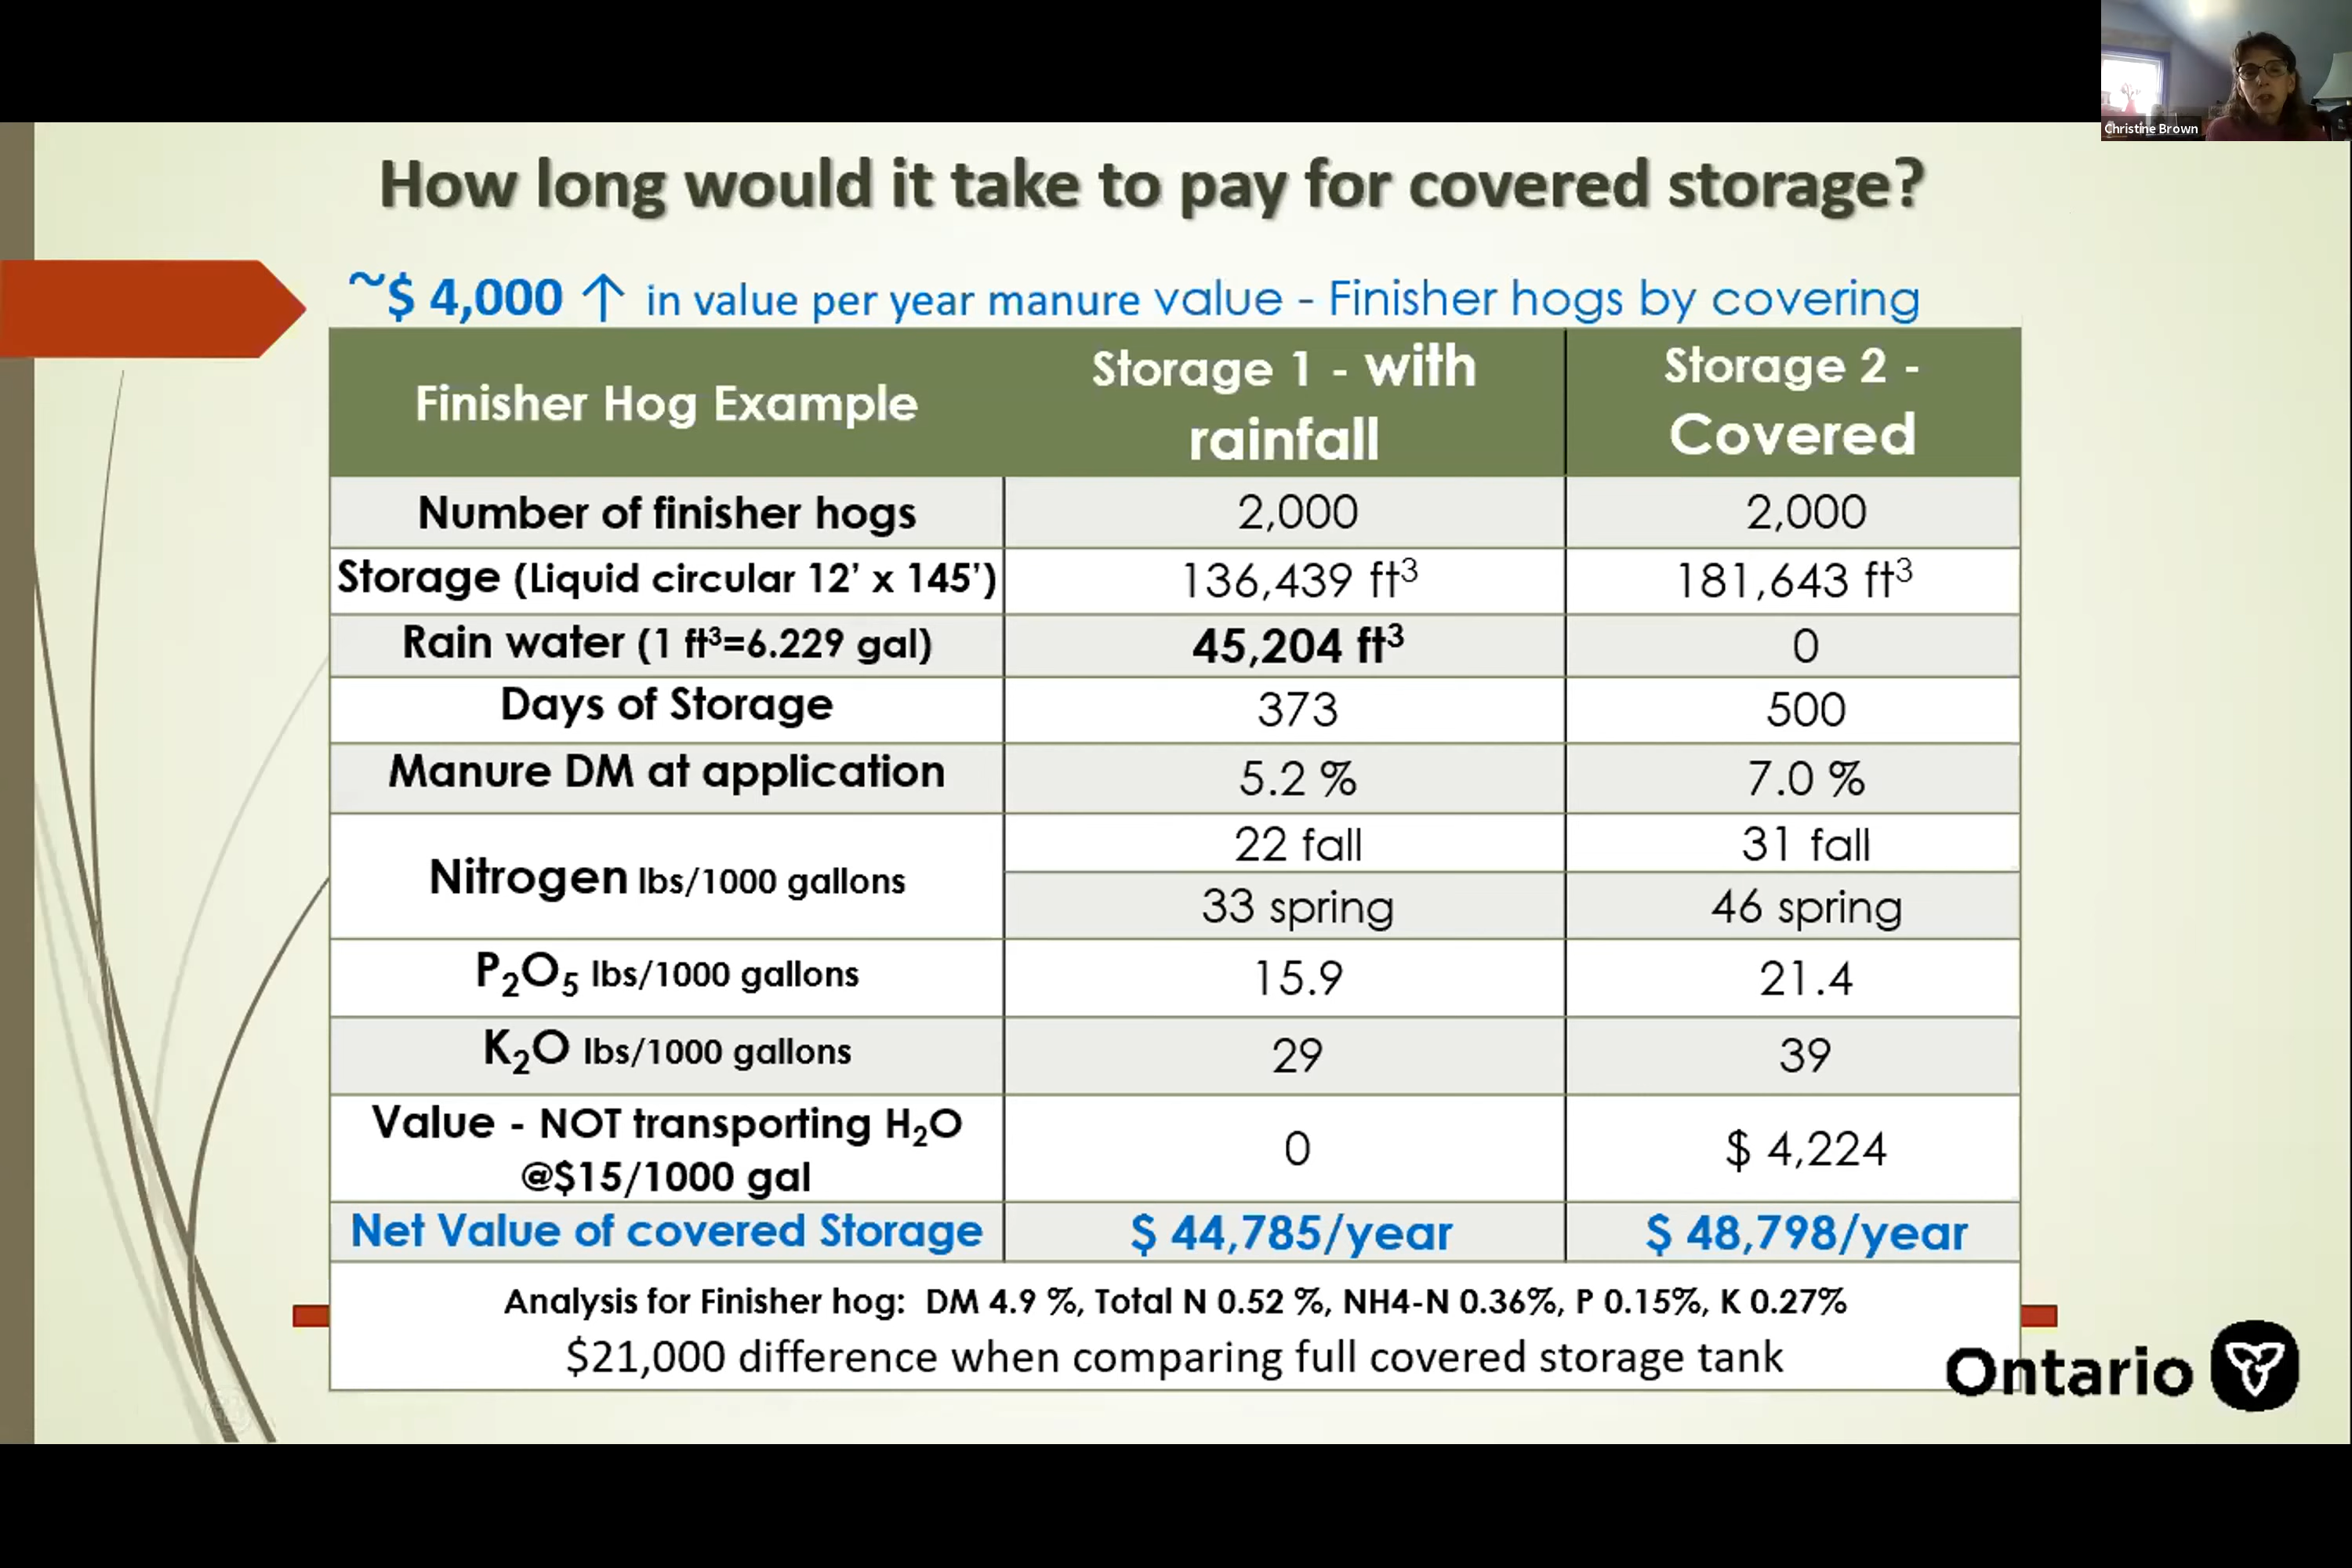 Christine Brown
How long would it take to pay for covered storage?
~$ 4,000 ↑ in value per year manure value - Finisher hogs by covering
Finisher Hog Example
Storage 1 - with
rainfall
Storage 2 -
Covered
Number of finisher hogs
2,000
2,000
Storage (Liquid circular 12’ x 145’)
136,439 ft³
181,643 ft³
Rain water (1 ft³=6.229 gal)
45,204 ft³
0
Days of Storage
373
500
Manure DM at application
5.2 %
7.0 %
Nitrogen lbs/1000 gallons
22 fall
31 fall
33 spring
46 spring
P₂O₅ lbs/1000 gallons
15.9
21.4
K₂O lbs/1000 gallons
29
39
Value - NOT transporting H₂O
@$15/1000 gal
0
$ 4,224
Net Value of covered Storage
$ 44,785/year
$ 48,798/year
Analysis for Finisher hog: DM 4.9 %, Total N 0.52 %, NH4-N 0.36%, P 0.15%, K 0.27%
$21,000 difference when comparing full covered storage tank
Ontario